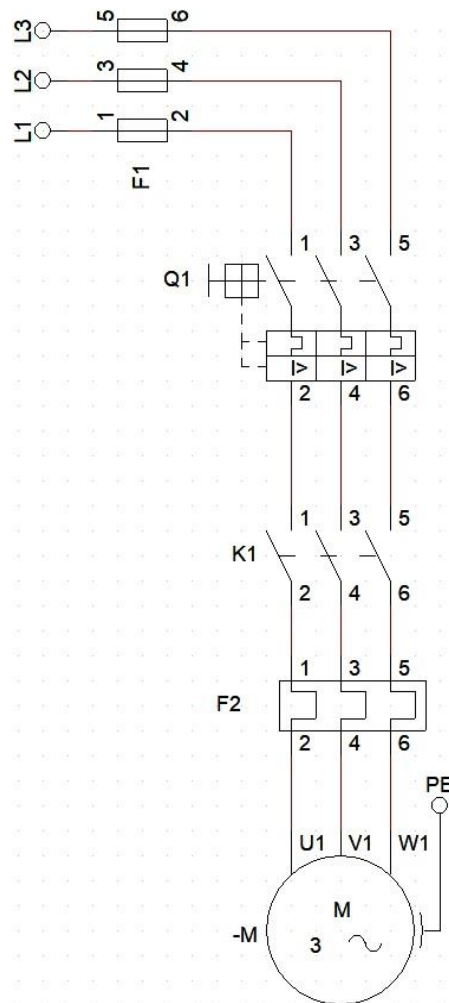 L3 5 6
L2 3 4
L1 1 2
F1
1 3 5
Q1
I> I> I>
2 4 6
1 3 5
K1
2 4 6
1 3 5
F2
2 4 6
PE
U1 V1 W1
M
-M
3